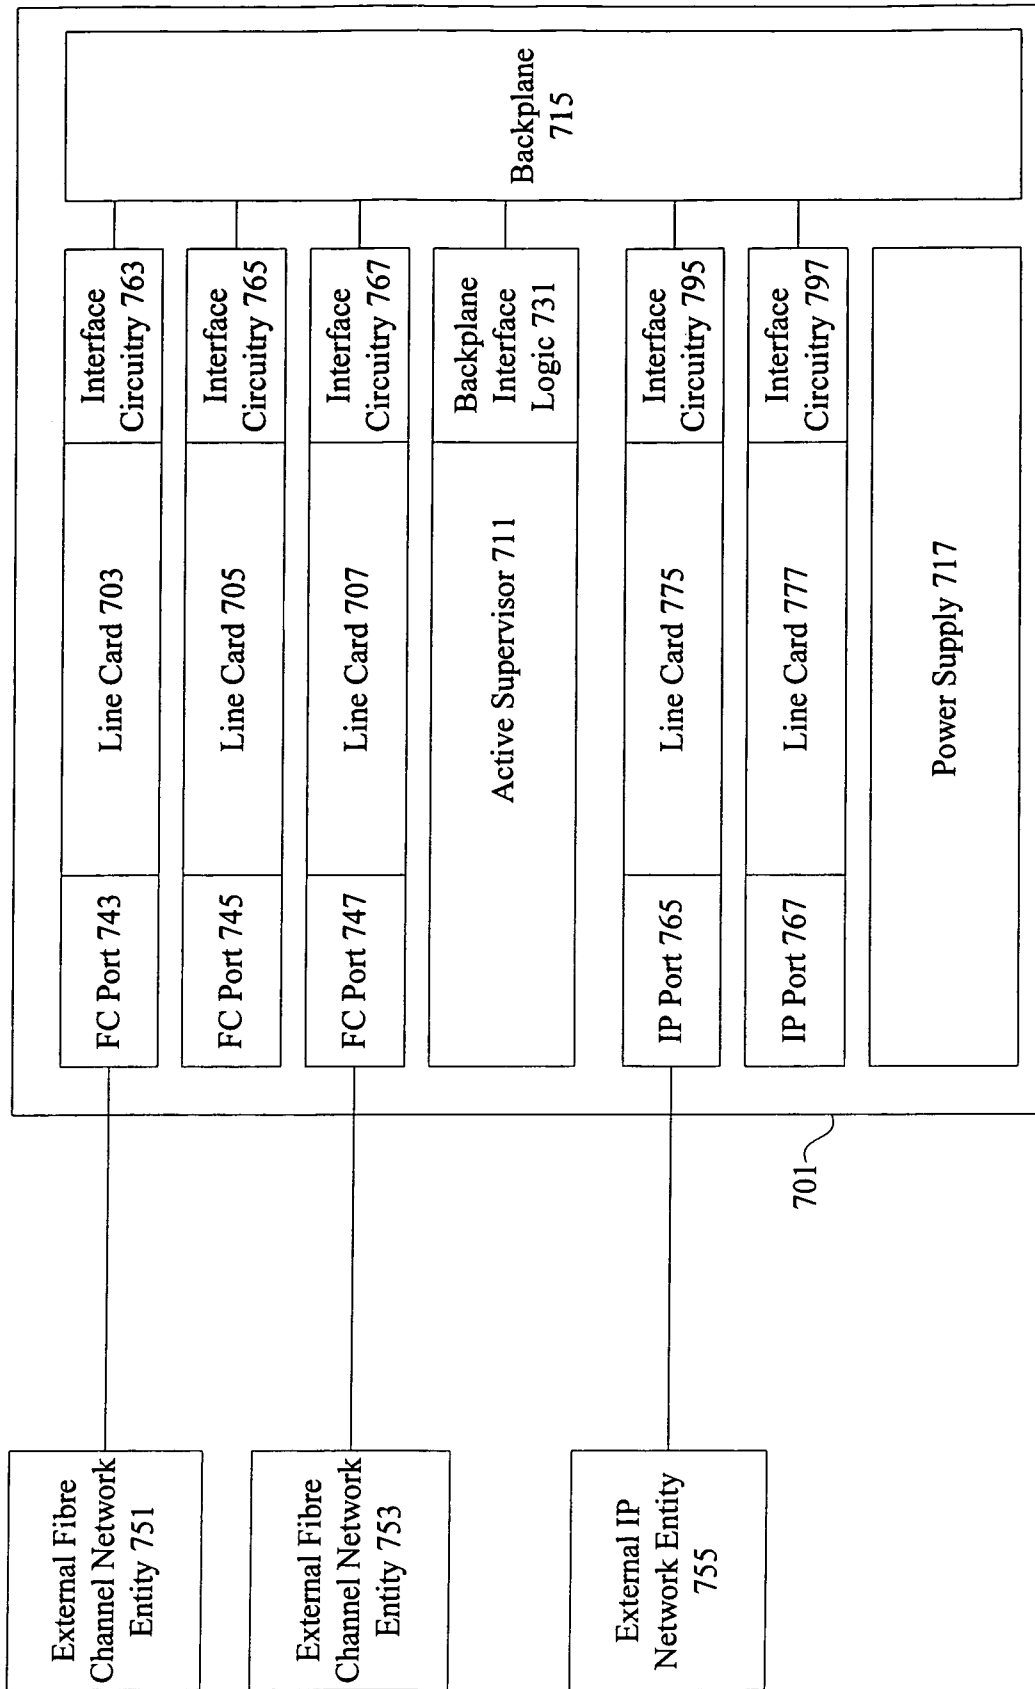 Backplane
715
Interface
Circuitry 763
Interface
Circuitry 765
Interface
Circuitry 767
Backplane
Interface
Logic 731
Interface
Circuitry 795
Interface
Circuitry 797
Line Card 703
Line Card 705
Line Card 707
Active Supervisor 711
Line Card 775
Line Card 777
Power Supply 717
FC Port 743
FC Port 745
FC Port 747
IP Port 765
IP Port 767
701
External Fibre
Channel Network
Entity 751
External Fibre
Channel Network
Entity 753
External IP
Network Entity
755